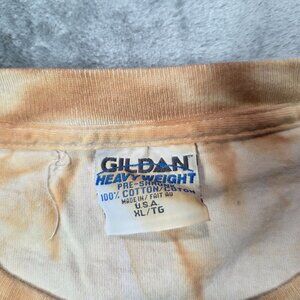 GILDAN
HEAVYWEIGHT
PRE-SHRUNK
100% COTTON/COTON
MADE IN/FAIT AU
U.S.A.
XL/TG